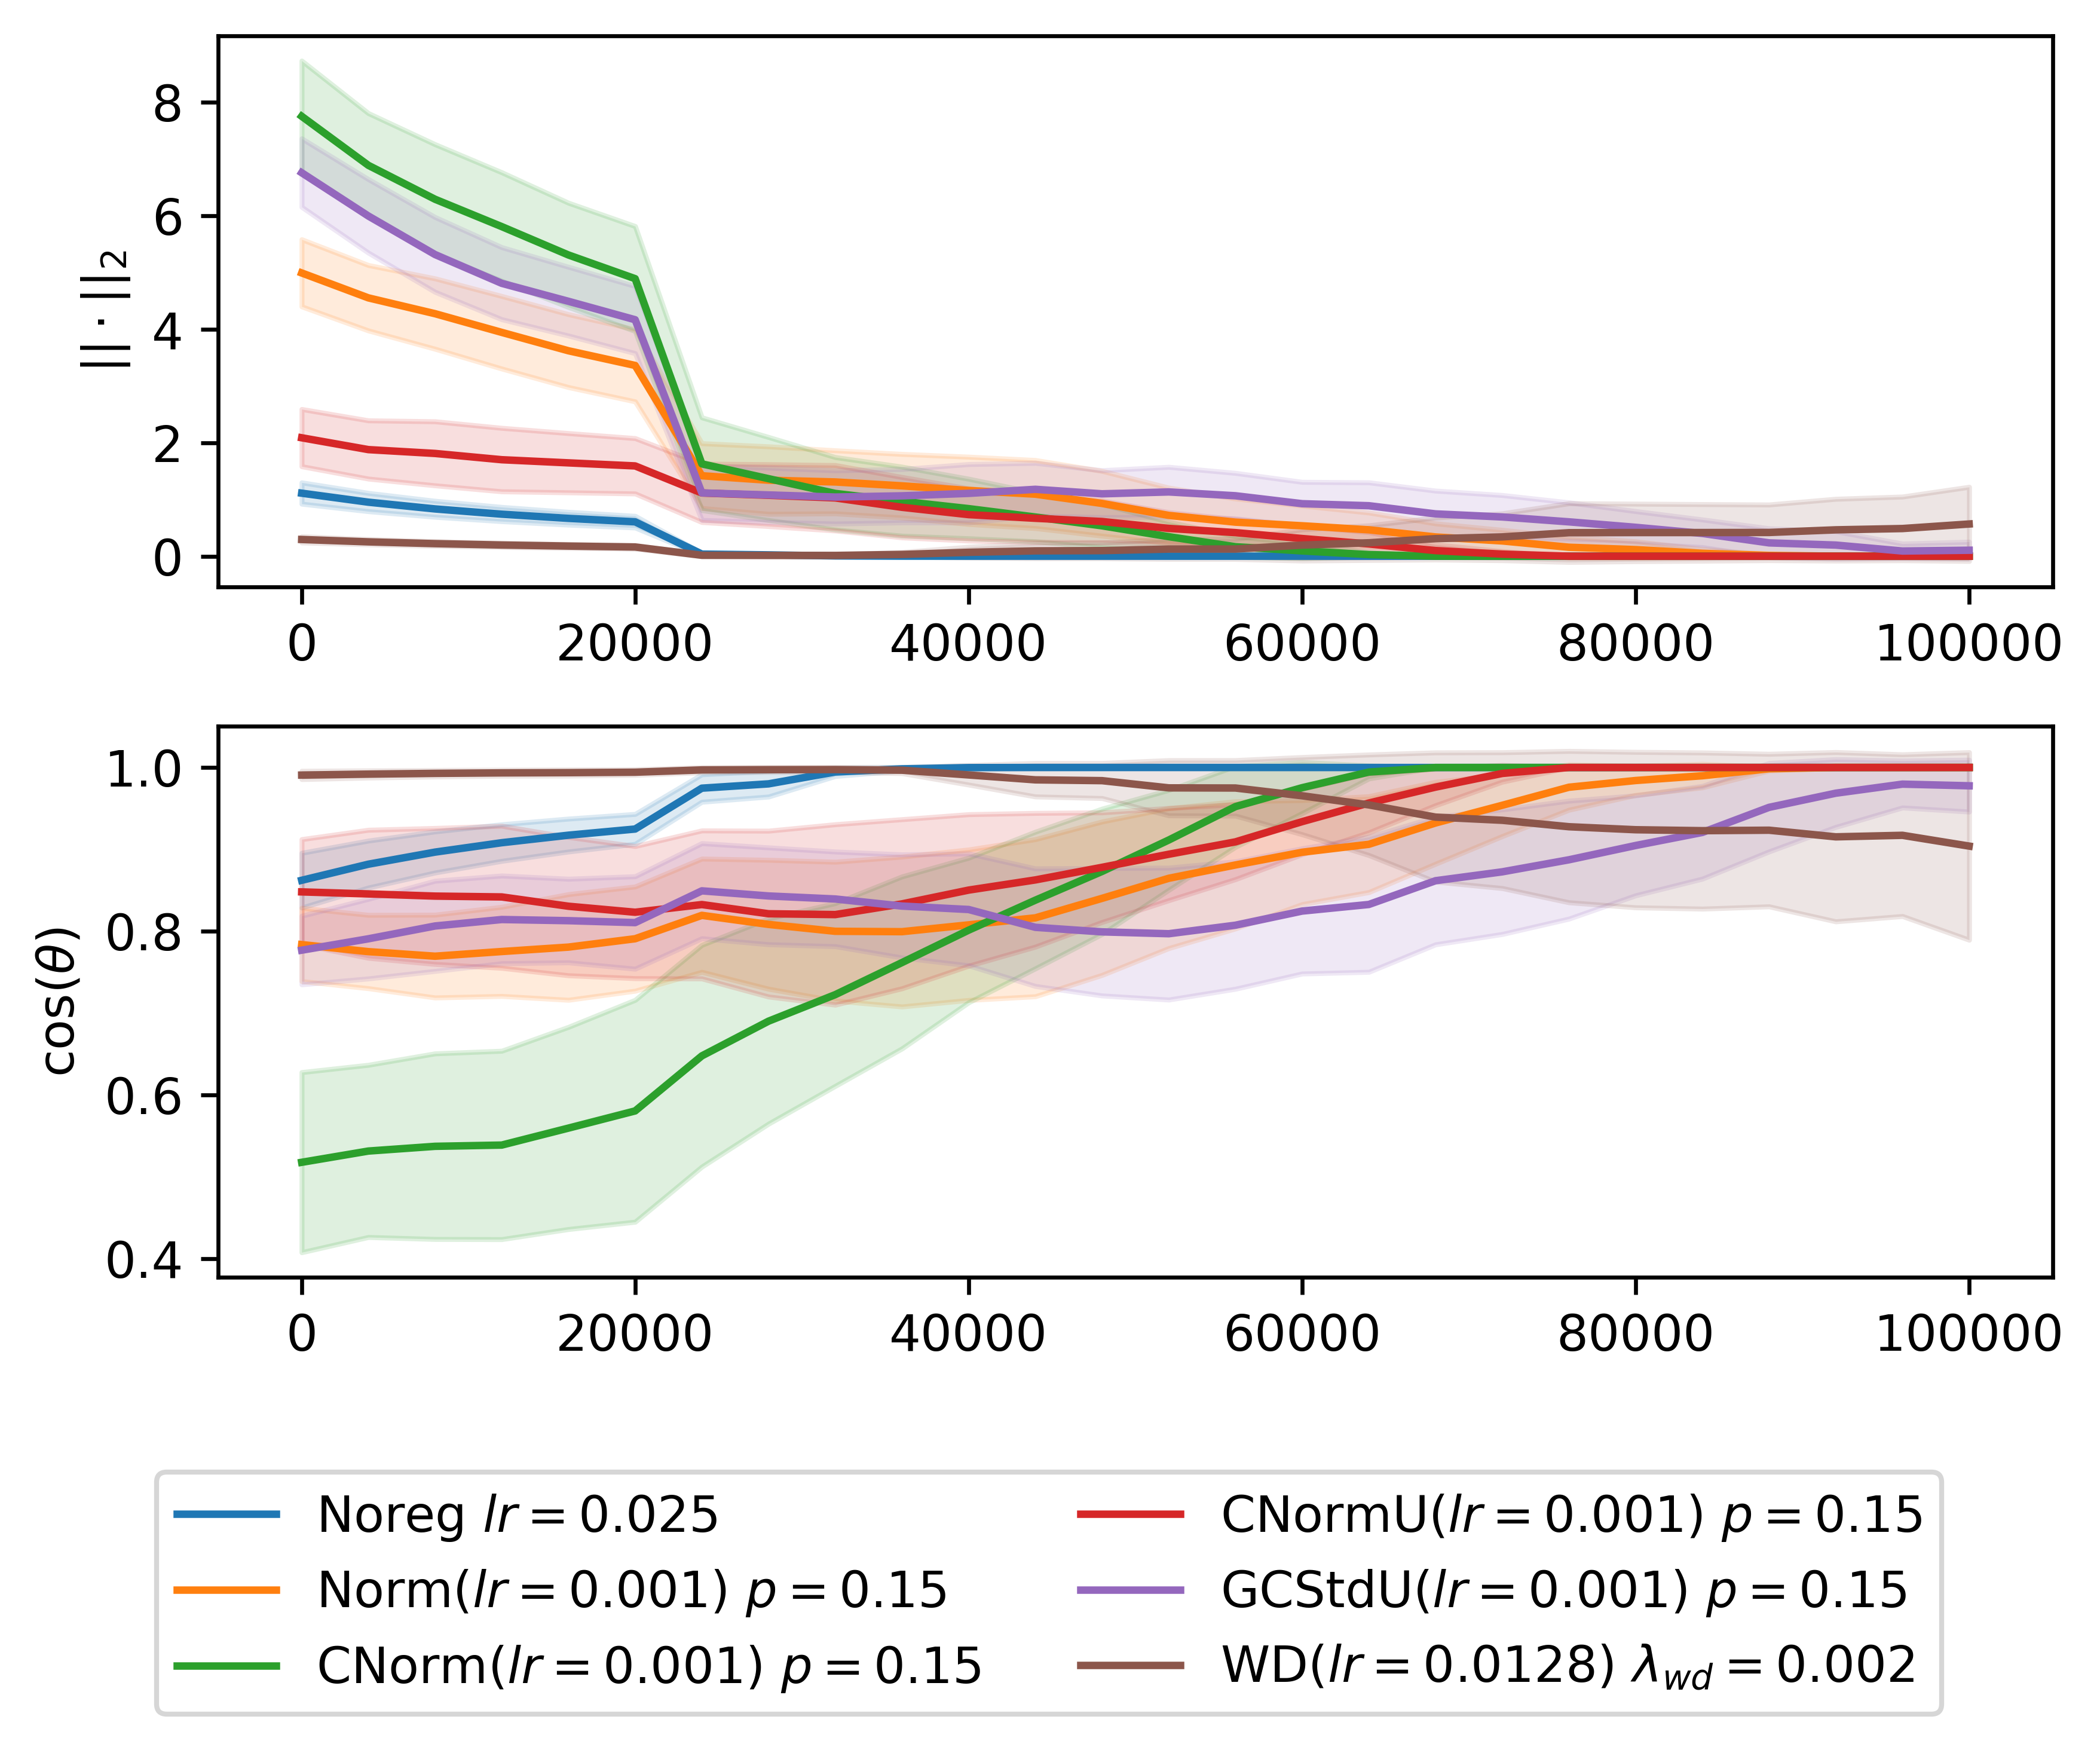 8
6
4
2
0
|| · ||₂
0 20000 40000 60000 80000 100000
1.0
0.8
0.6
0.4
cos(θ)
0 20000 40000 60000 80000 100000
Noreg lr = 0.025
Norm(lr = 0.001) p = 0.15
CNorm(lr = 0.001) p = 0.15
CNormU(lr = 0.001) p = 0.15
GCStdU(lr = 0.001) p = 0.15
WD(lr = 0.0128) λ_wd = 0.002